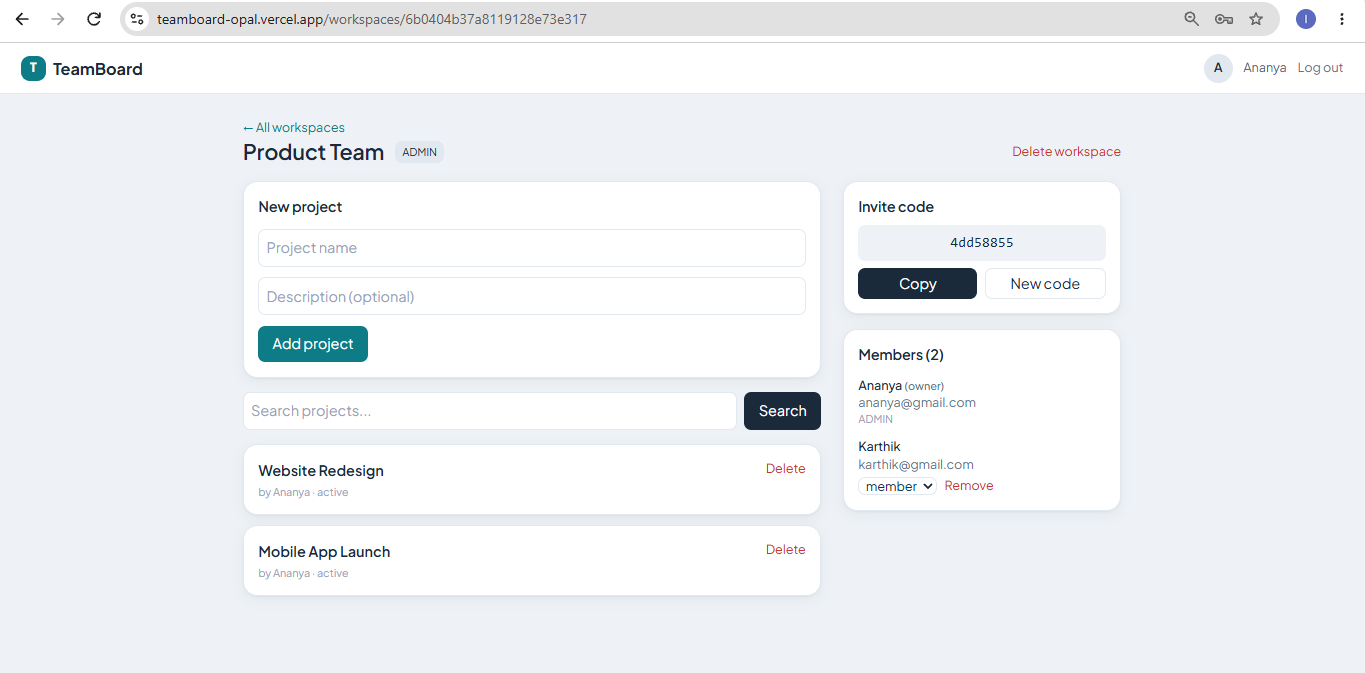 teamboard-opal.vercel.app/workspaces/6b0404b37a8119128e73e317
I
T TeamBoard
A Ananya Log out
← All workspaces
Product Team ADMIN
Delete workspace
New project
Project name
Description (optional)
Add project
Search projects... Search
Website Redesign Delete
by Ananya · active
Mobile App Launch Delete
by Ananya · active
Invite code
4dd58855
Copy New code
Members (2)
Ananya (owner)
ananya@gmail.com
ADMIN
Karthik
karthik@gmail.com
member Remove